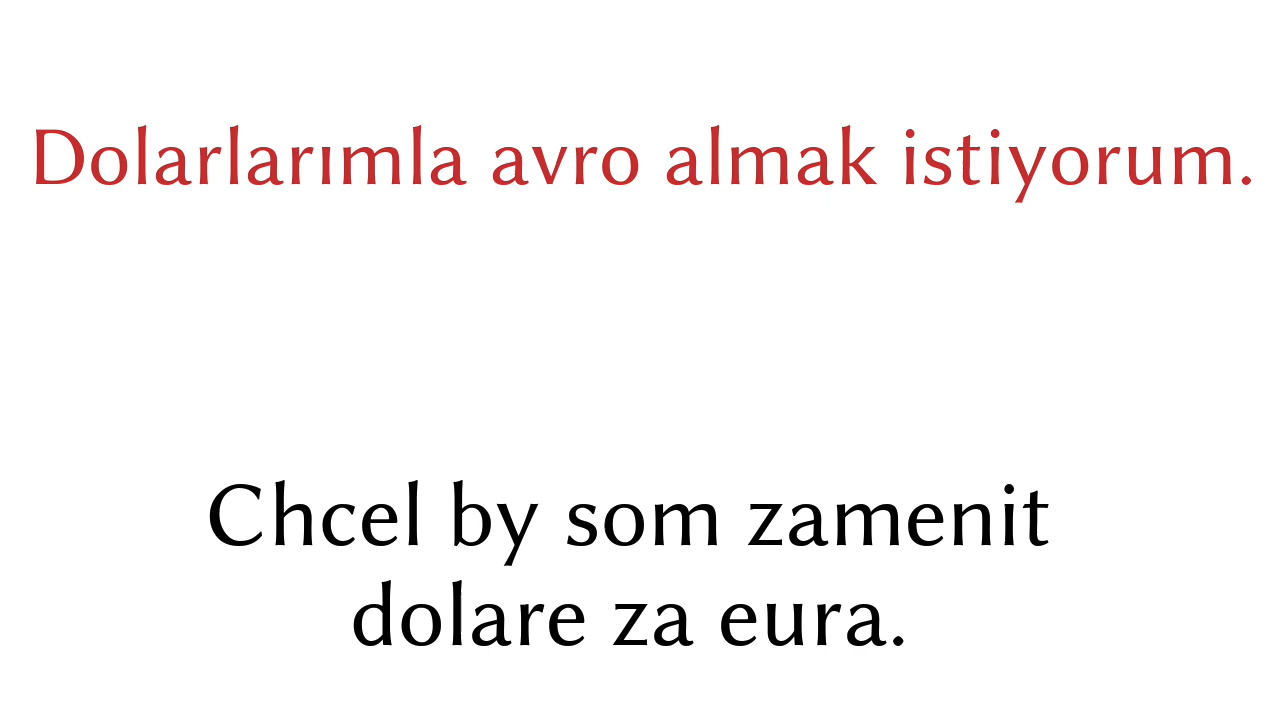 Dolarlarımla avro almak istiyorum.
Chcel by som zamenit
dolare za eura.